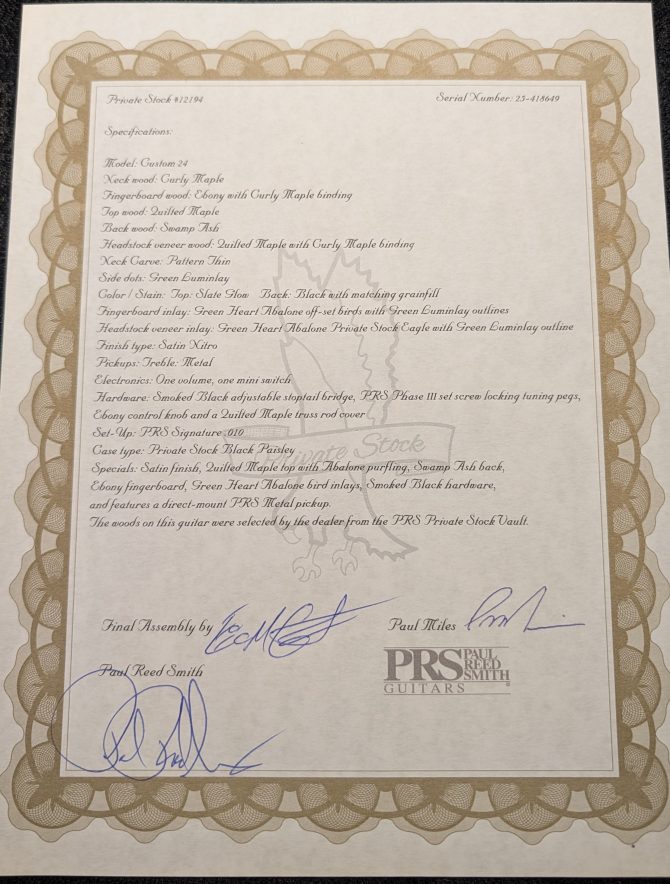 Private Stock #12194
Serial Number: 25-418649
Specifications:
Model: Custom 24
Neck wood: Curly Maple
Fingerboard wood: Ebony with Curly Maple binding
Top wood: Quilted Maple
Back wood: Swamp Ash
Headstock veneer wood: Quilted Maple with Curly Maple binding
Neck Carve: Pattern Thin
Side dots: Green Luminlay
Color / Stain: Top: Slate Glow Back: Black with matching grainfill
Fingerboard inlay: Green Heart Abalone off-set birds with Green Luminlay outlines
Headstock veneer inlay: Green Heart Abalone Private Stock Eagle with Green Luminlay outline
Finish type: Satin Nitro
Pickups: Treble: Metal
Electronics: One volume, one mini switch
Hardware: Smoked Black adjustable stoptail bridge, PRS Phase III set screw locking tuning pegs,
Ebony control knob and a Quilted Maple truss rod cover
Set-Up: PRS Signature .010
Private Stock
Case type: Private Stock Black Paisley
Specials: Satin finish, Quilted Maple top with Abalone purfling, Swamp Ash back,
Ebony fingerboard, Green Heart Abalone bird inlays, Smoked Black hardware,
and features a direct-mount PRS Metal pickup.
The woods on this guitar were selected by the dealer from the PRS Private Stock Vault.
Final Assembly by
Paul Miles
Paul Reed Smith
PRS PAUL REED SMITH
GUITARS